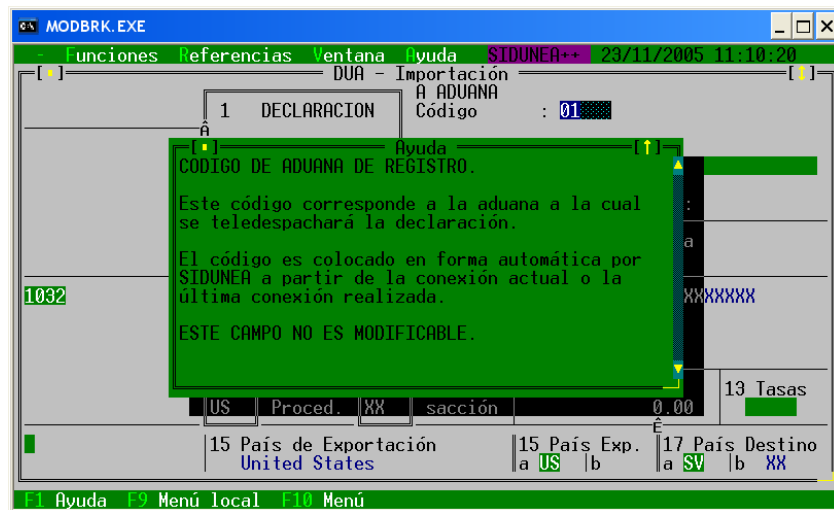 MODBRK.EXE
- Funciones Referencias Ventana Ayuda SIDUNEA++ 23/11/2005 11:10:20
DUA - Importación
A ADUANA
1 DECLARACION Código : 01
Â
Ayuda
CODIGO DE ADUANA DE REGISTRO.
Este código corresponde a la aduana a la cual
se teledespachará la declaración.
:
a
El código es colocado en forma automática por
SIDUNEA a partir de la conexión actual o la
última conexión realizada.
1032 XXXXXXXX
ESTE CAMPO NO ES MODIFICABLE.
13 Tasas
US Proced. XX sacción 0.00
Ê
15 País de Exportación 15 País Exp. 17 País Destino
United States a US b a SV b XX
F1 Ayuda F9 Menú local F10 Menú